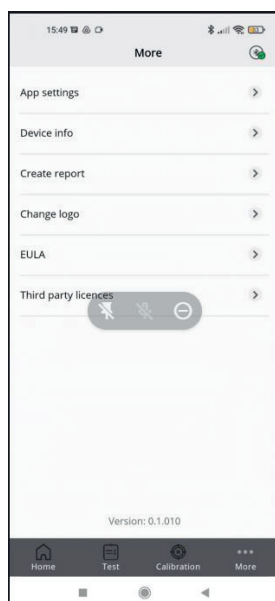 15:49
More
App settings
Device info
Create report
Change logo
EULA
Third party licences
Version: 0.1.010
Home Test Calibration More